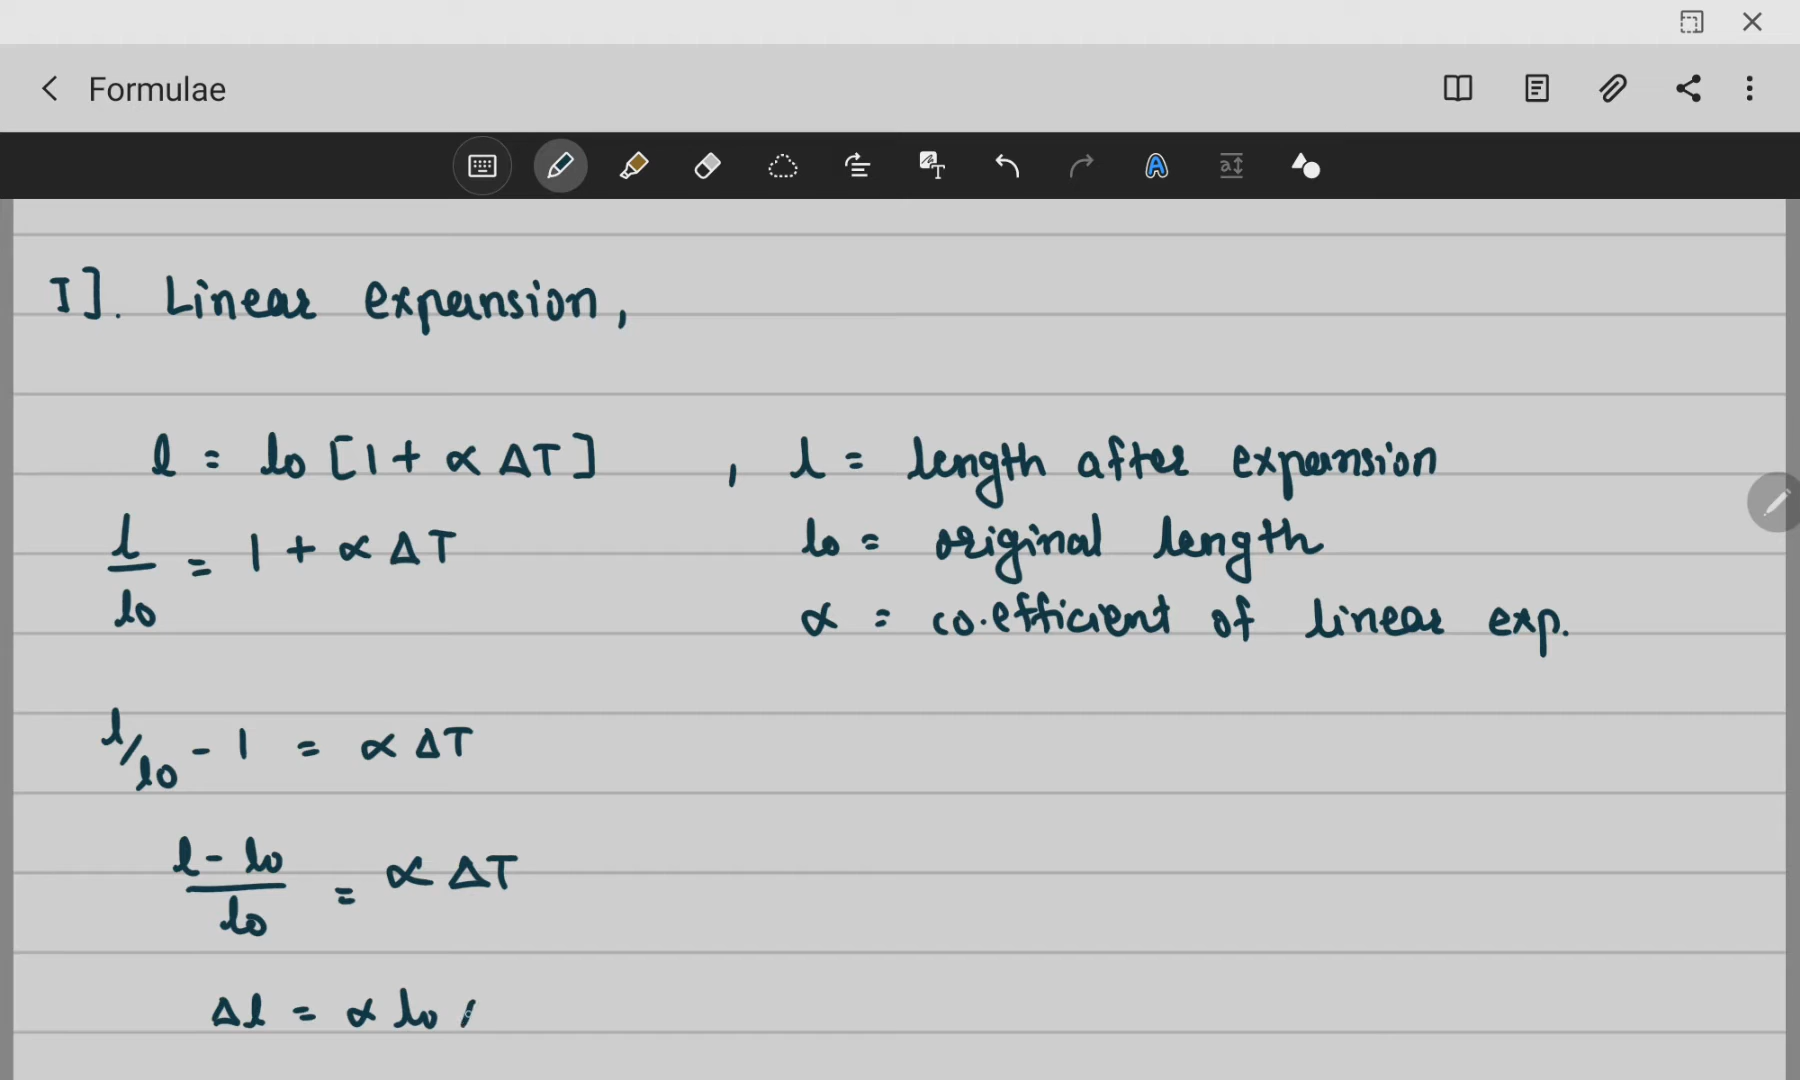 Formulae
I]. Linear expansion,
l = lo [1 + α ΔT] , l = length after expansion
l/lo = 1 + α ΔT
lo = original length
α = co.efficient of linear exp.
l/lo - 1 = α ΔT
l - lo/lo = α ΔT
Δl = α lo